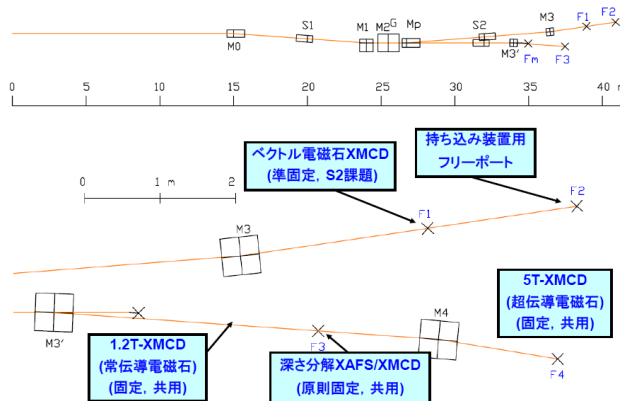 M0
S1
M1
M2
G
Mp
S2
M3
M3'
Fm
F1
F2
F3
0
5
10
15
20
25
30
35
40 m
ベクトル電磁石XMCD
(準固定, S2課題)
持ち込み装置用
フリーポート
0
1 m
2
M3
F1
F2
M3'
F3
M4
F4
1.2T-XMCD
(常伝導電磁石)
(固定, 共用)
深さ分解XAFS/XMCD
(原則固定, 共用)
5T-XMCD
(超伝導電磁石)
(固定, 共用)